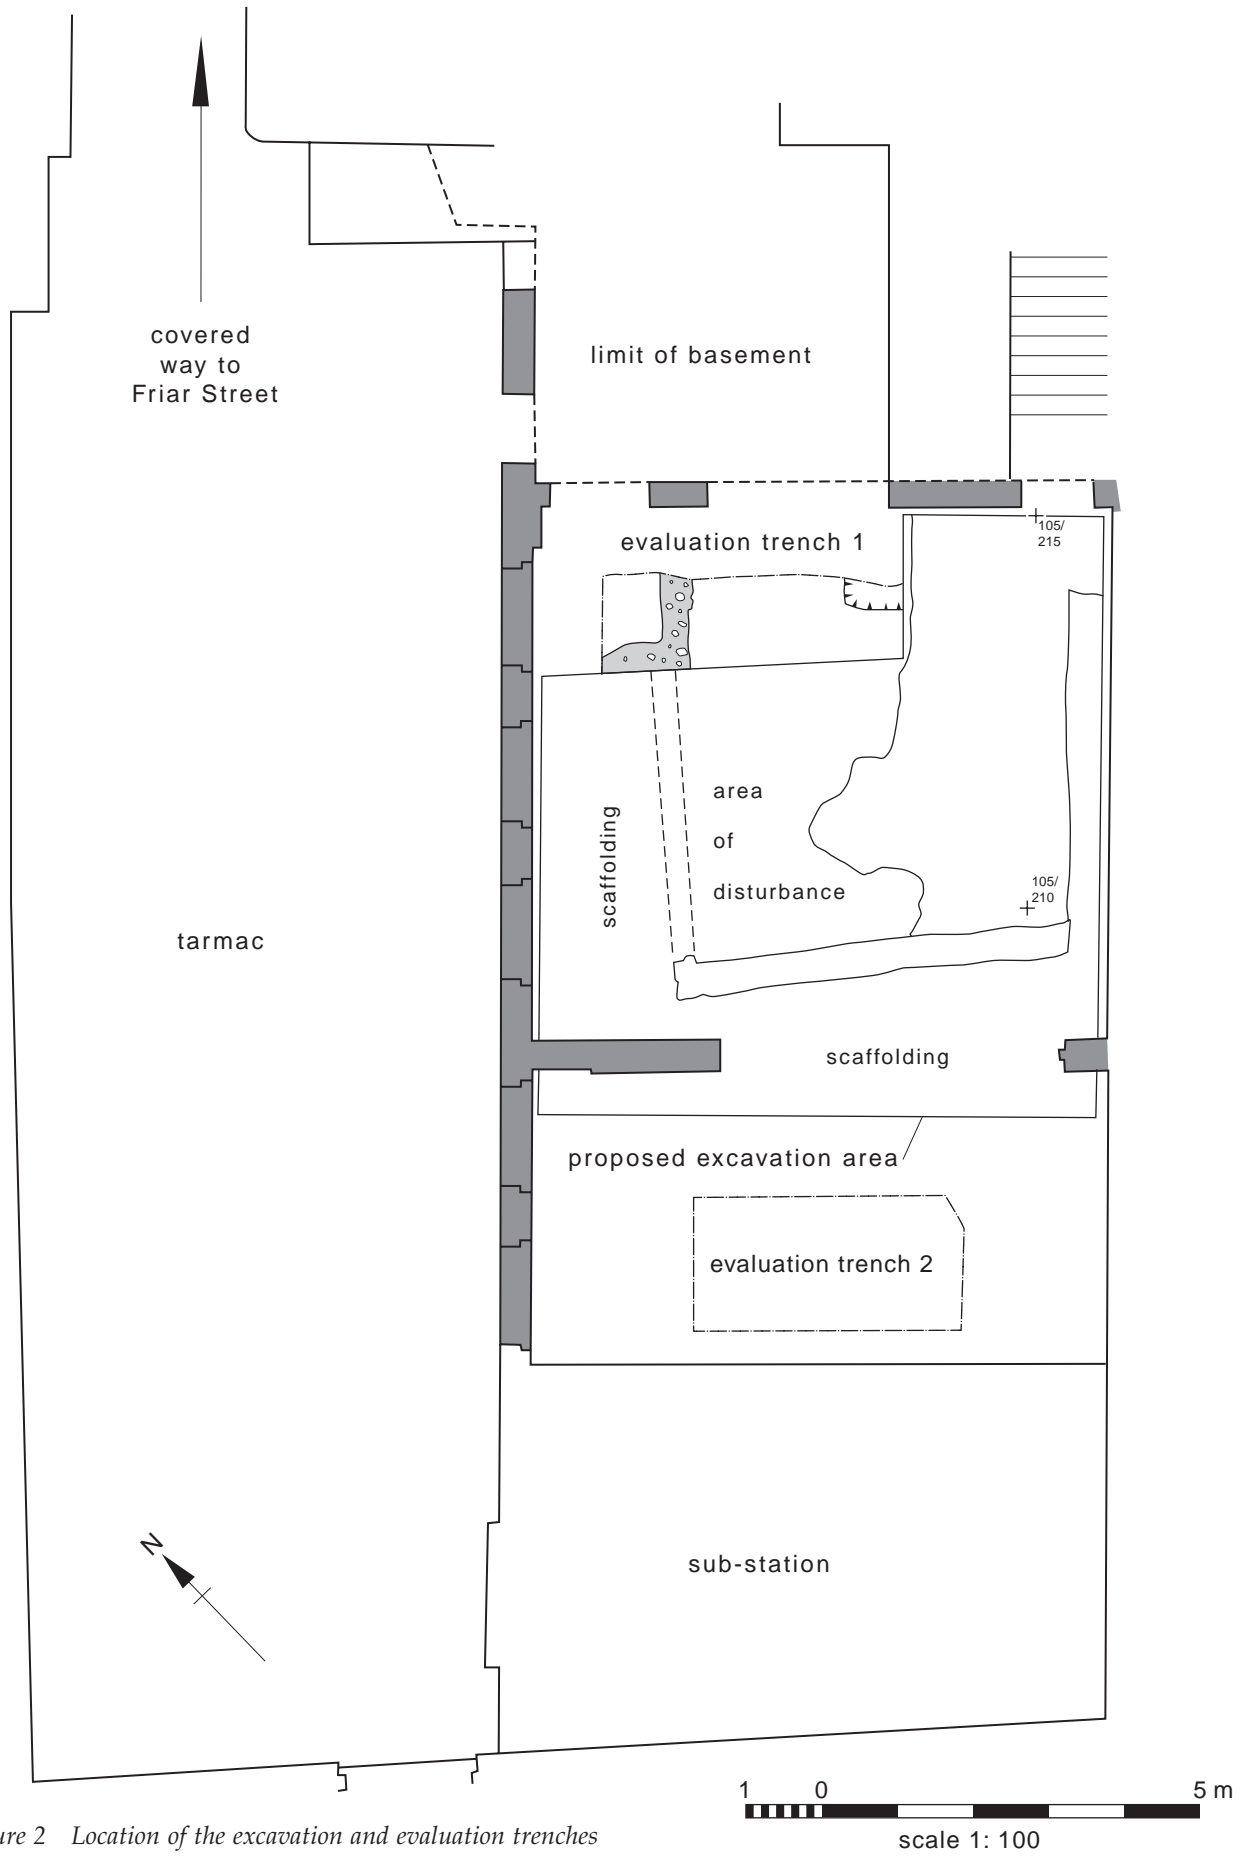 covered
way to
Friar Street
limit of basement
evaluation trench 1
105/
215
scaffolding
area
of
disturbance
105/
210
tarmac
scaffolding
proposed excavation area
evaluation trench 2
sub-station
N
1 0 5 m
scale 1: 100
ure 2 Location of the excavation and evaluation trenches